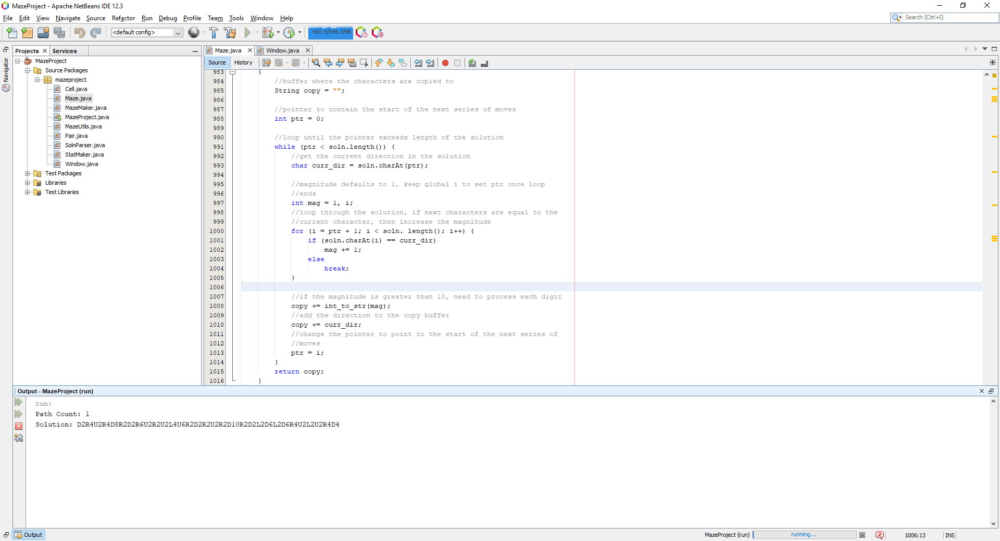 MazeProject - Apache NetBeans IDE 12.3
File Edit View Navigate Source Refactor Run Debug Profile Team Tools Window Help
Search (Ctrl+I)
<default config>
460.4/546.0MB
Projects
Services
Navigator
MazeProject
Source Packages
mazeproject
Cell.java
Maze.java
MazeMaker.java
MazeProject.java
MazeUtils.java
Pair.java
SolnParser.java
StatMaker.java
Window.java
Test Packages
Libraries
Test Libraries
Maze.java
Window.java
Source
History
983 {
984 //buffer where the characters are copied to
985 String copy = "";
986
987 //pointer to contain the start of the next series of moves
988 int ptr = 0;
989
990 //loop until the pointer exceeds length of the solution
991 while (ptr < soln.length()) {
992 //get the current direction in the solution
993 char curr_dir = soln.charAt(ptr);
994
995 //magnitude defaults to 1, keep global i to set ptr once loop
996 //ends
997 int mag = 1, i;
998 //loop through the solution, if next characters are equal to the
999 //current character, then increase the magnitude
1000 for (i = ptr + 1; i < soln. length(); i++) {
1001 if (soln.charAt(i) == curr_dir)
1002 mag += 1;
1003 else
1004 break;
1005 }
1006
1007 //if the magnitude is greater than 10, need to process each digit
1008 copy += int_to_str(mag);
1009 //add the direction to the copy buffer
1010 copy += curr_dir;
1011 //change the pointer to point to the start of the next series of
1012 //moves
1013 ptr = i;
1014 }
1015 return copy;
1016 }
Output - MazeProject (run)
run:
Path Count: 1
Solution: D2R4U2R4D8R2D2R6U2R2U2L4U6R2D2R2U2R2D10R2D2L2D6L2D6R4U2L2U2R4D4
Output
MazeProject (run)
running...
2
1006:13
INS